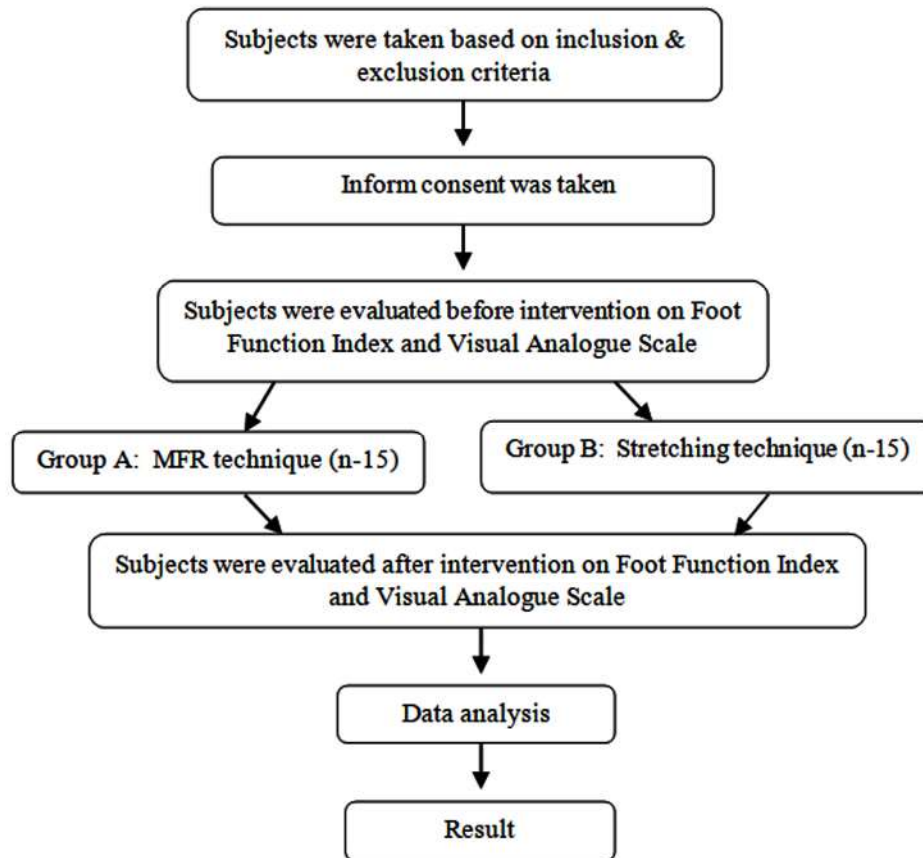 Subjects were taken based on inclusion &
exclusion criteria
Inform consent was taken
Subjects were evaluated before intervention on Foot
Function Index and Visual Analogue Scale
Group A: MFR technique (n-15)
Group B: Stretching technique (n-15)
Subjects were evaluated after intervention on Foot Function Index
and Visual Analogue Scale
Data analysis
Result